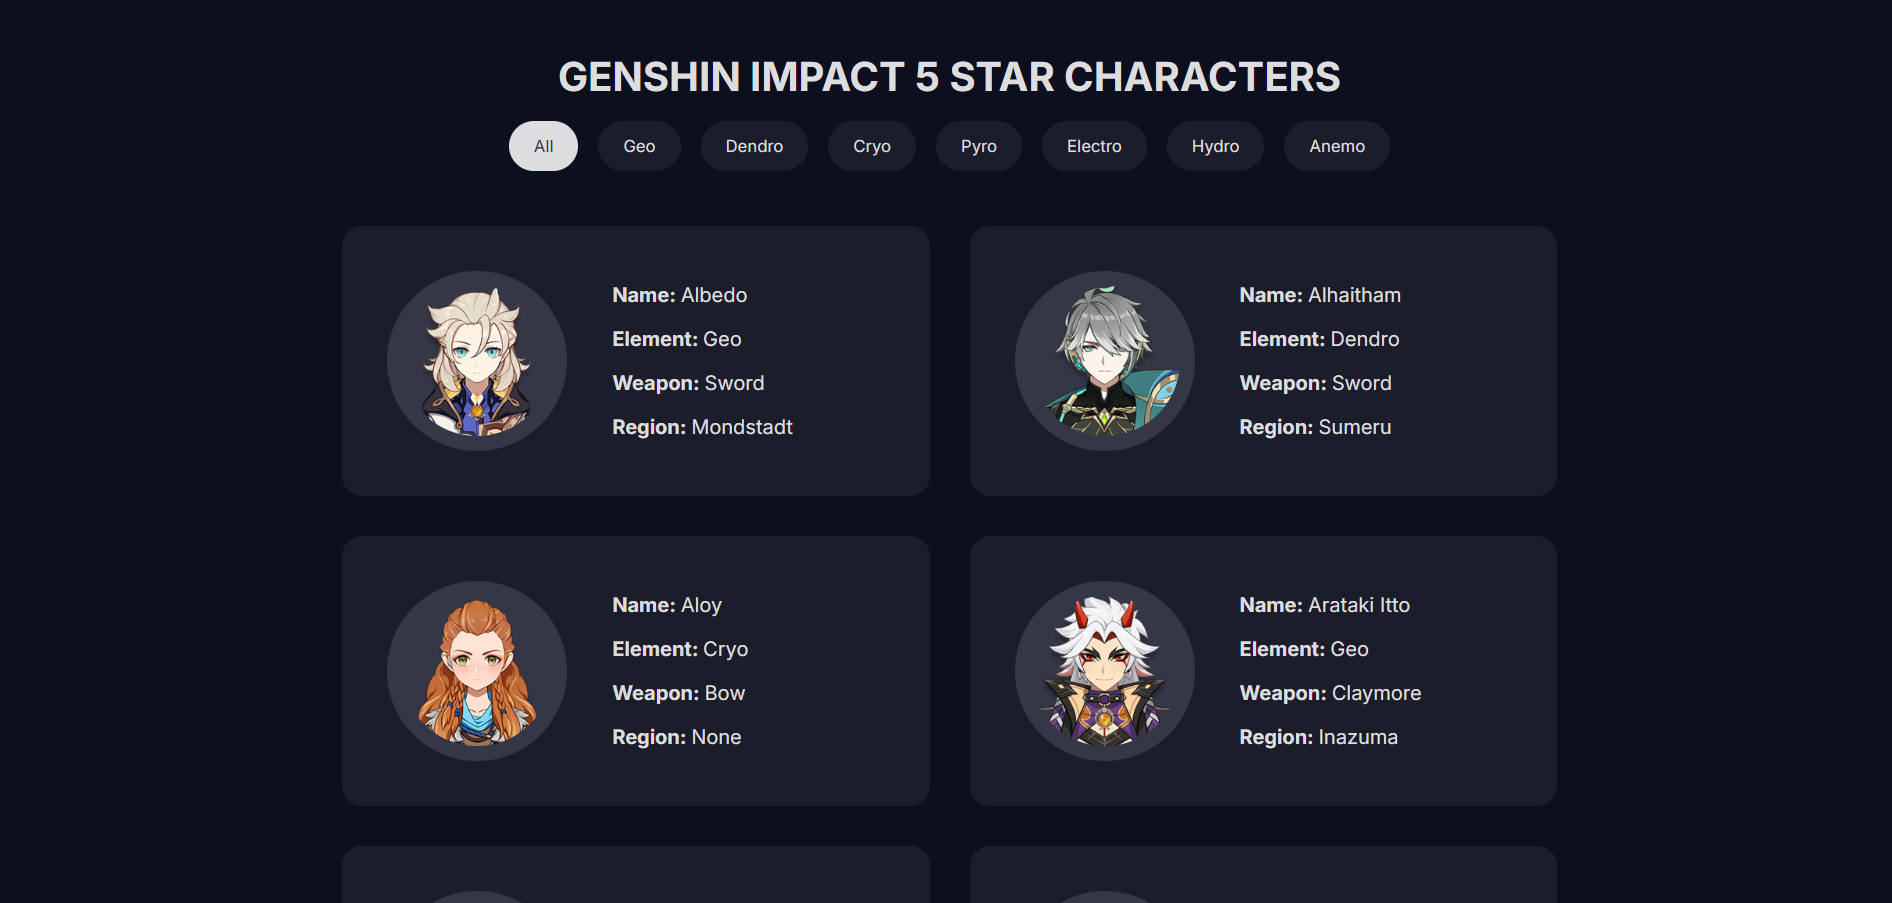 GENSHIN IMPACT 5 STAR CHARACTERS
All
Geo
Dendro
Cryo
Pyro
Electro
Hydro
Anemo
Name: Albedo
Element: Geo
Weapon: Sword
Region: Mondstadt
Name: Alhaitham
Element: Dendro
Weapon: Sword
Region: Sumeru
Name: Aloy
Element: Cryo
Weapon: Bow
Region: None
Name: Arataki Itto
Element: Geo
Weapon: Claymore
Region: Inazuma